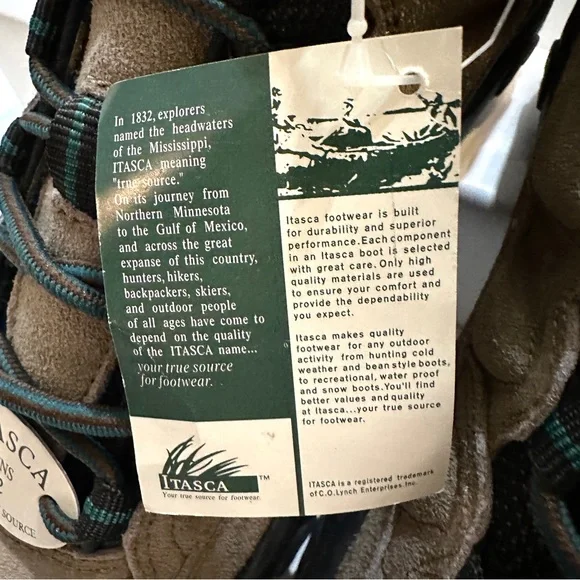 In 1832, explorers
named the headwaters
of the Mississippi,
ITASCA meaning
"true source."
On its journey from
Northern Minnesota
to the Gulf of Mexico,
and across the great
expanse of this country,
hunters, hikers,
backpackers, skiers,
and outdoor people
of all ages have come to
depend on the quality
of the ITASCA name...
your true source
for footwear.
ITASCA TM
Your true source for footwear.
Itasca footwear is built
for durability and superior
performance. Each component
in an Itasca boot is selected
with great care. Only high
quality materials are used
to ensure your comfort and
provide the dependability
you expect.
Itasca makes quality
footwear for any outdoor
activity from hunting cold
weather and bean style boots,
to recreational, water proof
and snow boots. You'll find
better values and quality
at Itasca...your true source
for footwear.
ITASCA is a registered trademark
of C.O. Lynch Enterprises. Inc.
ASCA
SOURCE